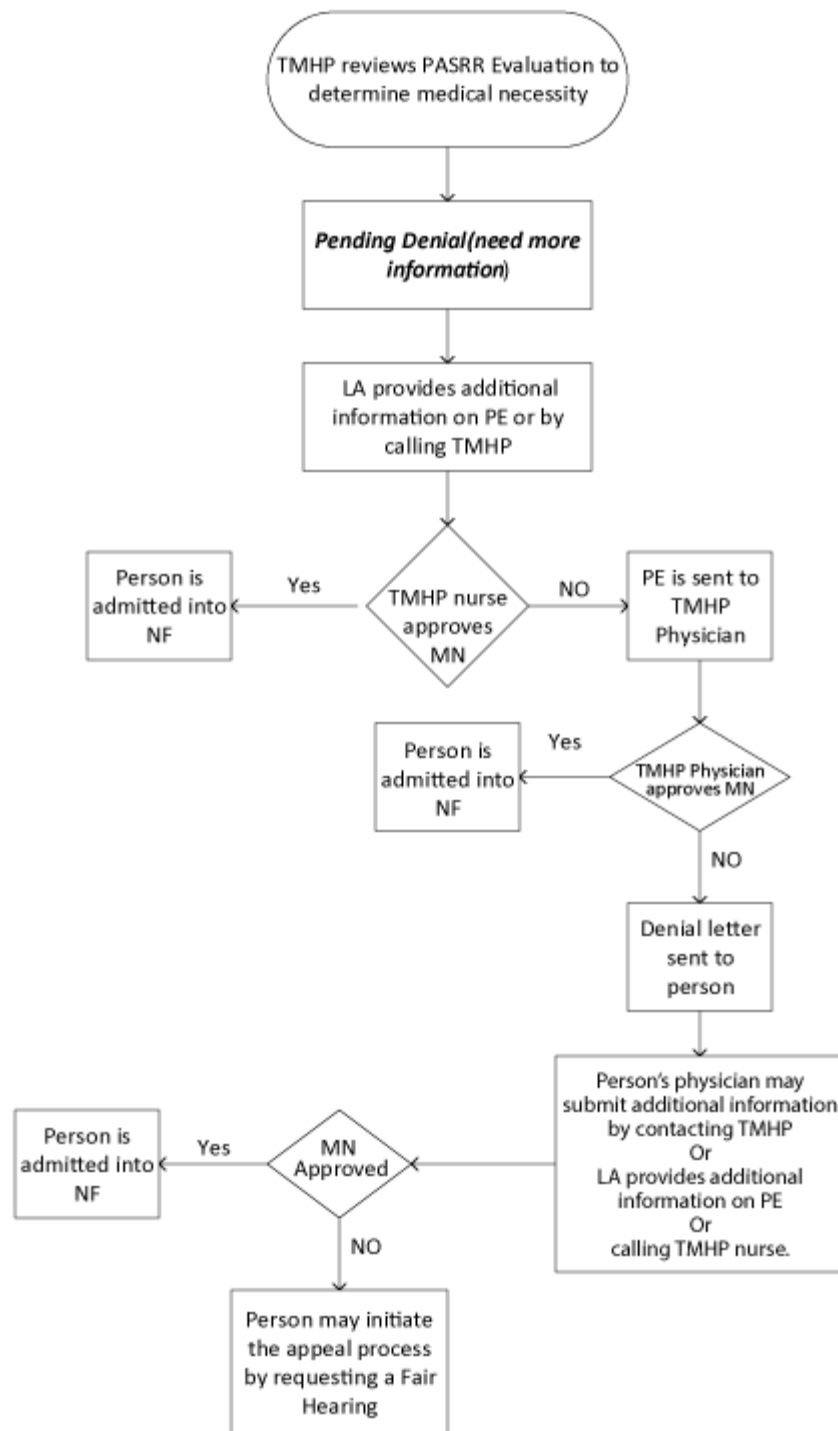 TMHP reviews PASRR Evaluation to
determine medical necessity
Pending Denial(need more
information)
LA provides additional
information on PE or by
calling TMHP
Person is
admitted into
NF
Yes
TMHP nurse
approves
MN
NO
PE is sent to
TMHP
Physician
Person is
admitted into
NF
Yes
TMHP Physician
approves MN
NO
Denial letter
sent to
person
Person's physician may
submit additional information
by contacting TMHP
Or
LA provides additional
information on PE
Or
calling TMHP nurse.
Person is
admitted into
NF
Yes
MN
Approved
NO
Person may initiate
the appeal process
by requesting a Fair
Hearing